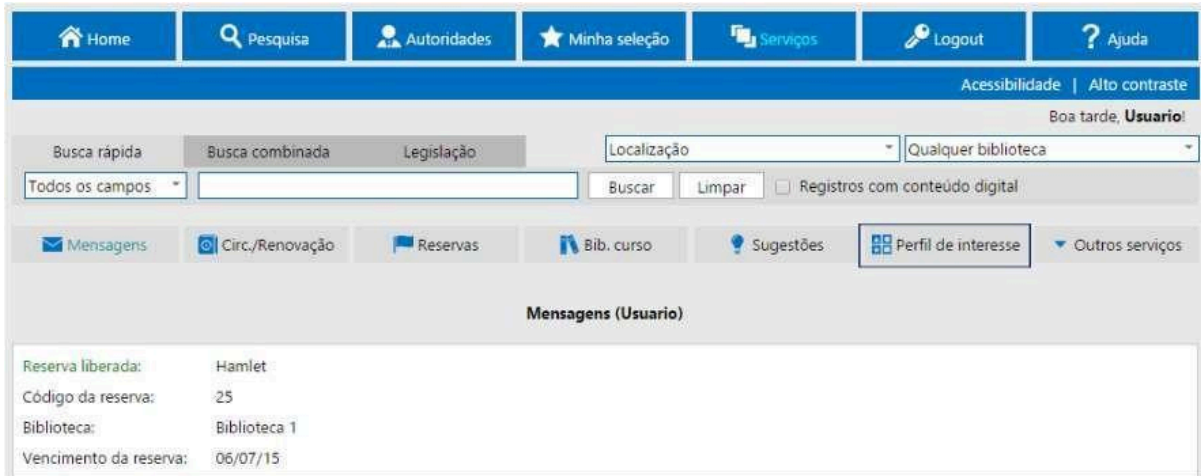 Home Pesquisa Autoridades Minha seleção Serviços Logout ? Ajuda
Acessibilidade | Alto contraste
Boa tarde, Usuario!
Busca rápida Busca combinada Legislação Localização Qualquer biblioteca
Todos os campos Buscar Limpar Registros com conteúdo digital
Mensagens Circ./Renovação Reservas Bib. curso Sugestões Perfil de interesse Outros serviços
Mensagens (Usuario)
Reserva liberada: Hamlet
Código da reserva: 25
Biblioteca: Biblioteca 1
Vencimento da reserva: 06/07/15